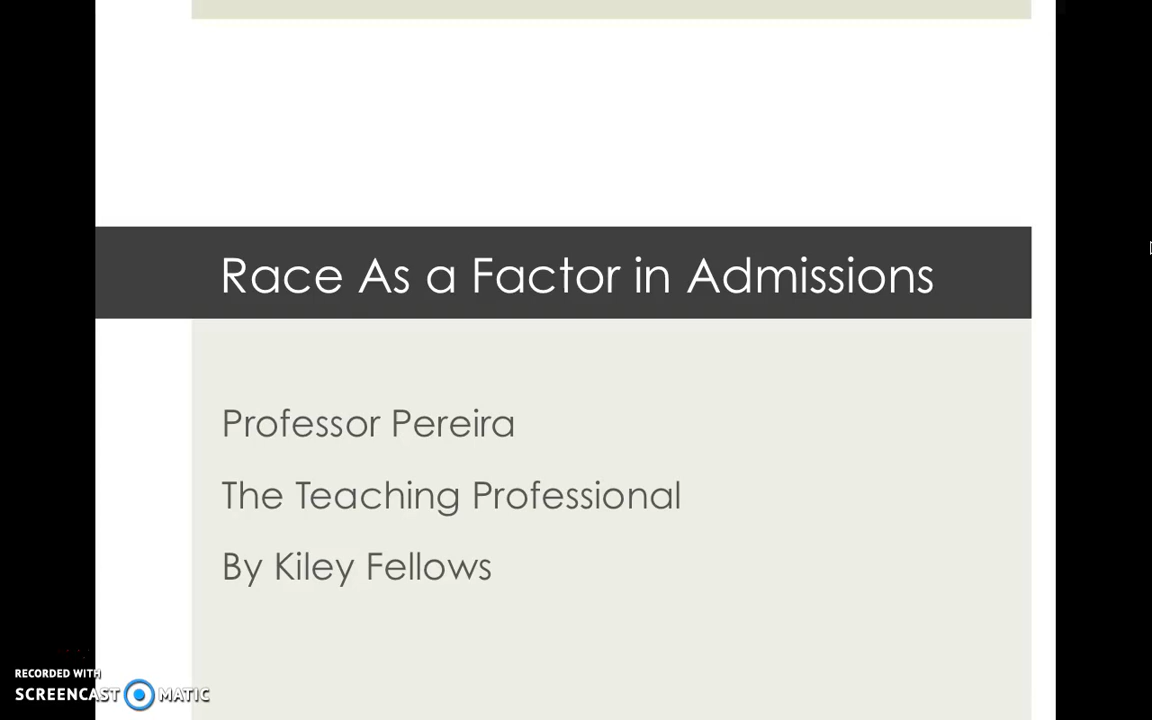 Race As a Factor in Admissions
Professor Pereira
The Teaching Professional
By Kiley Fellows
RECORDED WITH
SCREENCAST MATIC